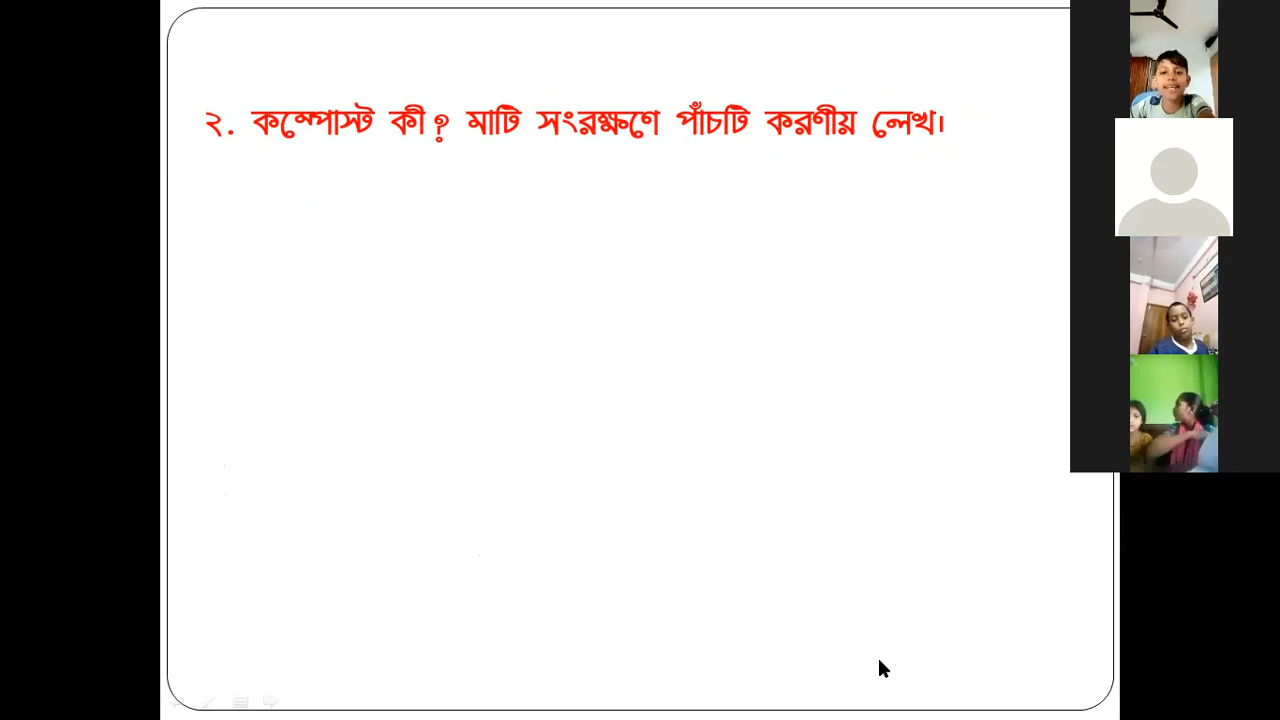 ২. কম্পোস্ট কী? মাটি সংরক্ষণে পাঁচটি করণীয় লেখ।